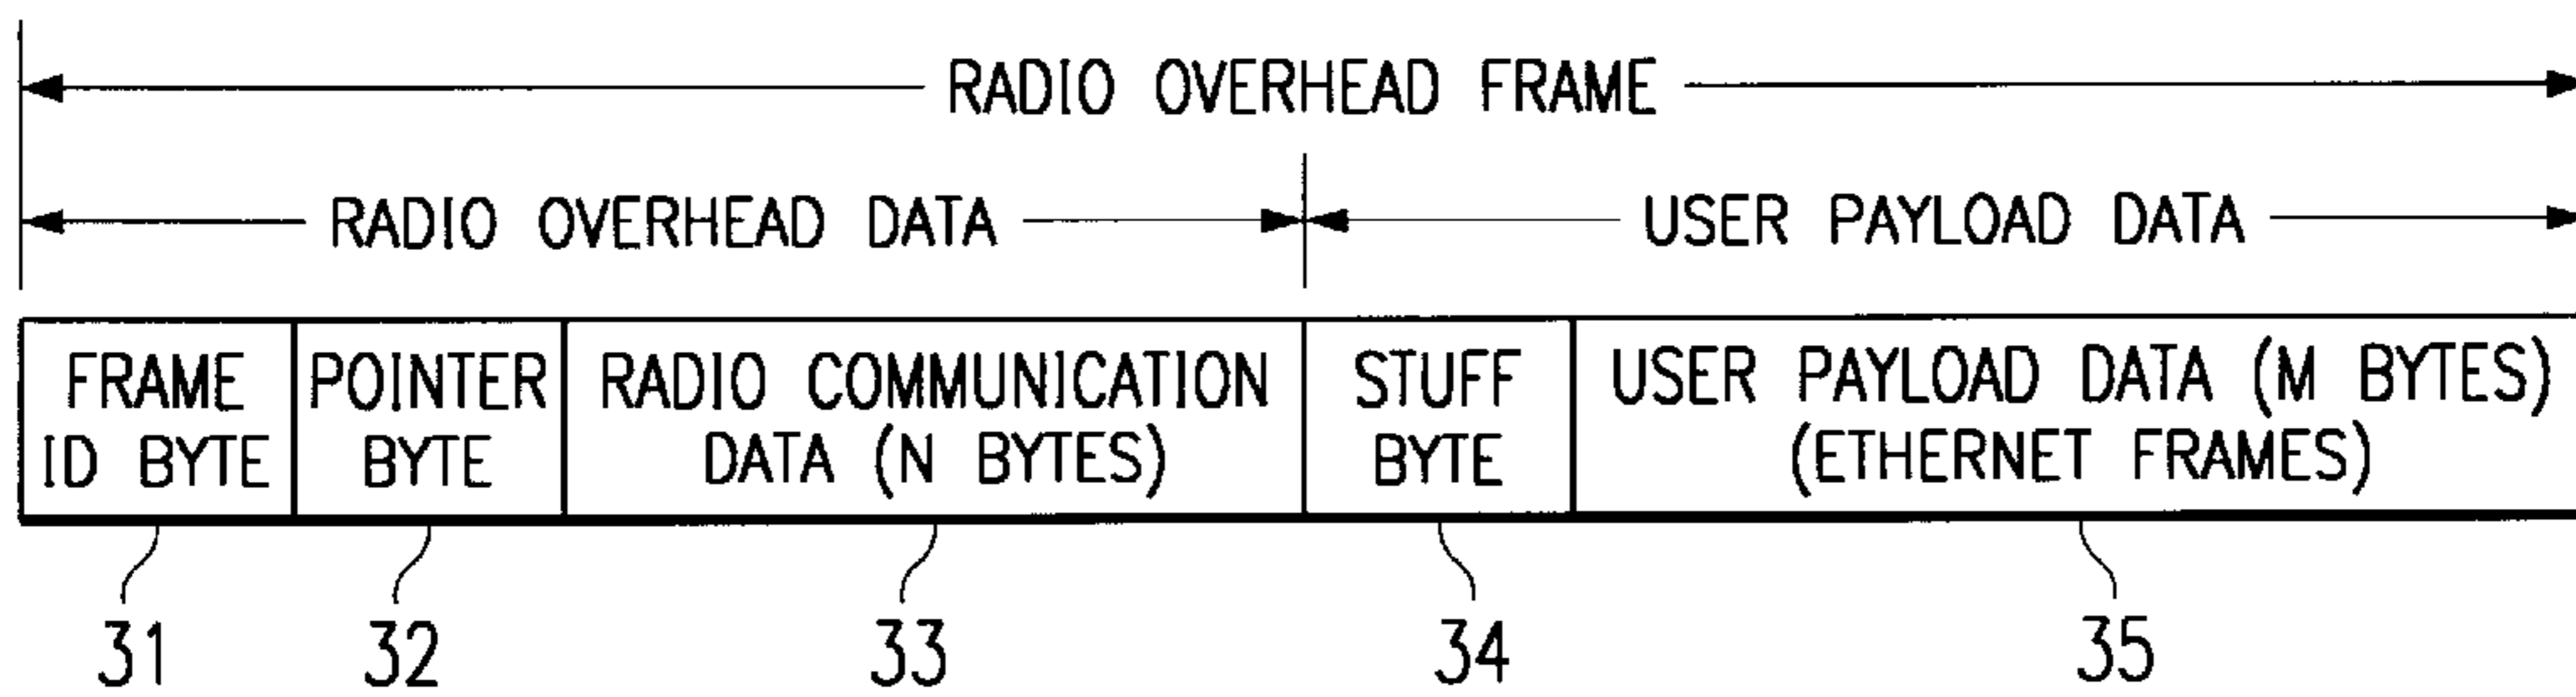 RADIO OVERHEAD FRAME
RADIO OVERHEAD DATA
USER PAYLOAD DATA
FRAME
ID BYTE
POINTER
BYTE
RADIO COMMUNICATION
DATA (N BYTES)
STUFF
BYTE
USER PAYLOAD DATA (M BYTES)
(ETHERNET FRAMES)
31
32
33
34
35